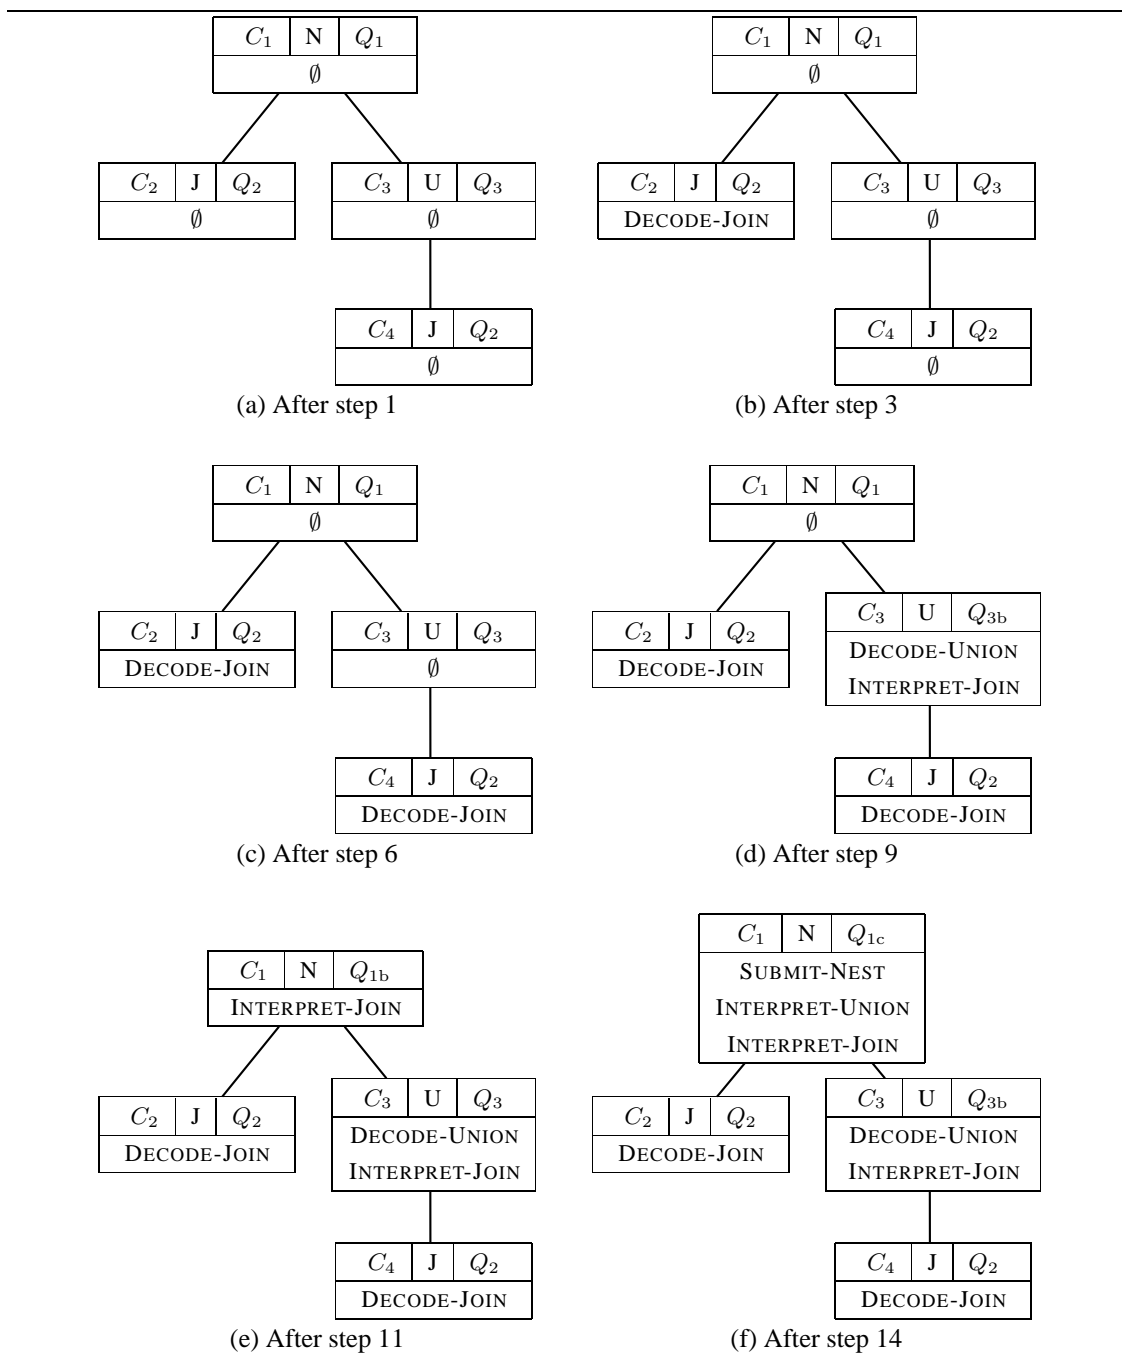 C₁ N Q₁
∅
C₂ J Q₂
∅
C₃ U Q₃
∅
C₄ J Q₂
∅
(a) After step 1
C₁ N Q₁
∅
C₂ J Q₂
DECODE-JOIN
C₃ U Q₃
∅
C₄ J Q₂
∅
(b) After step 3
C₁ N Q₁
∅
C₂ J Q₂
DECODE-JOIN
C₃ U Q₃
∅
C₄ J Q₂
DECODE-JOIN
(c) After step 6
C₁ N Q₁
∅
C₂ J Q₂
DECODE-JOIN
C₃ U Q₃b
DECODE-UNION
INTERPRET-JOIN
C₄ J Q₂
DECODE-JOIN
(d) After step 9
C₁ N Q₁b
INTERPRET-JOIN
C₂ J Q₂
DECODE-JOIN
C₃ U Q₃
DECODE-UNION
INTERPRET-JOIN
C₄ J Q₂
DECODE-JOIN
(e) After step 11
C₁ N Q₁c
SUBMIT-NEST
INTERPRET-UNION
INTERPRET-JOIN
C₂ J Q₂
DECODE-JOIN
C₃ U Q₃b
DECODE-UNION
INTERPRET-JOIN
C₄ J Q₂
DECODE-JOIN
(f) After step 14